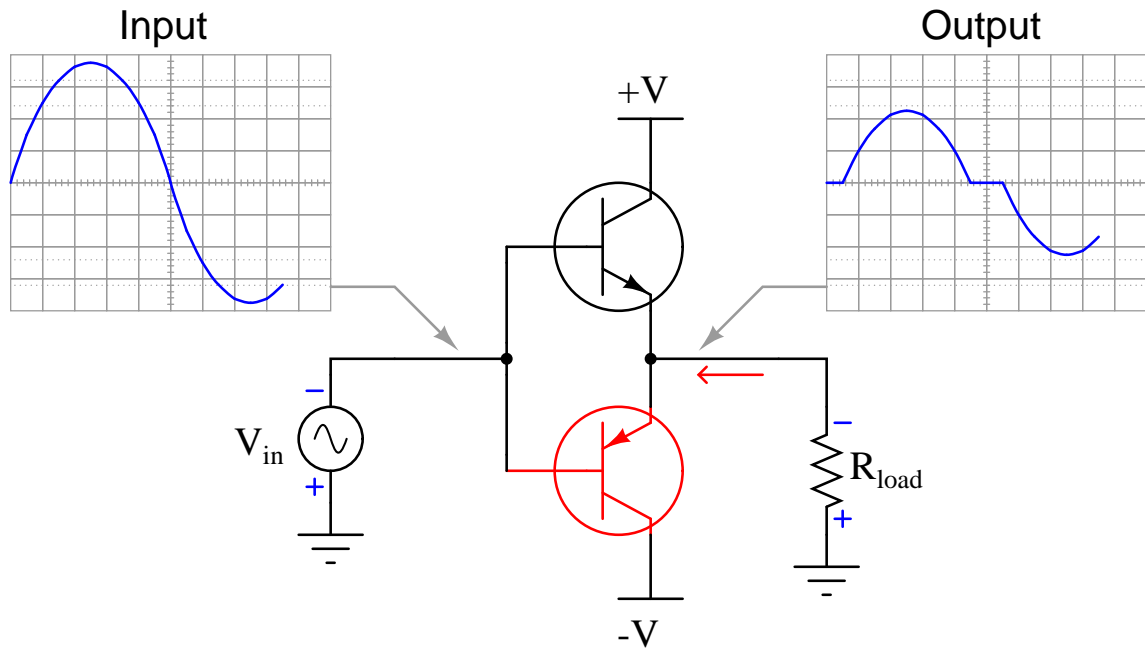 Input
Output
+V
−
V_in
+
−
R_load
+
-V